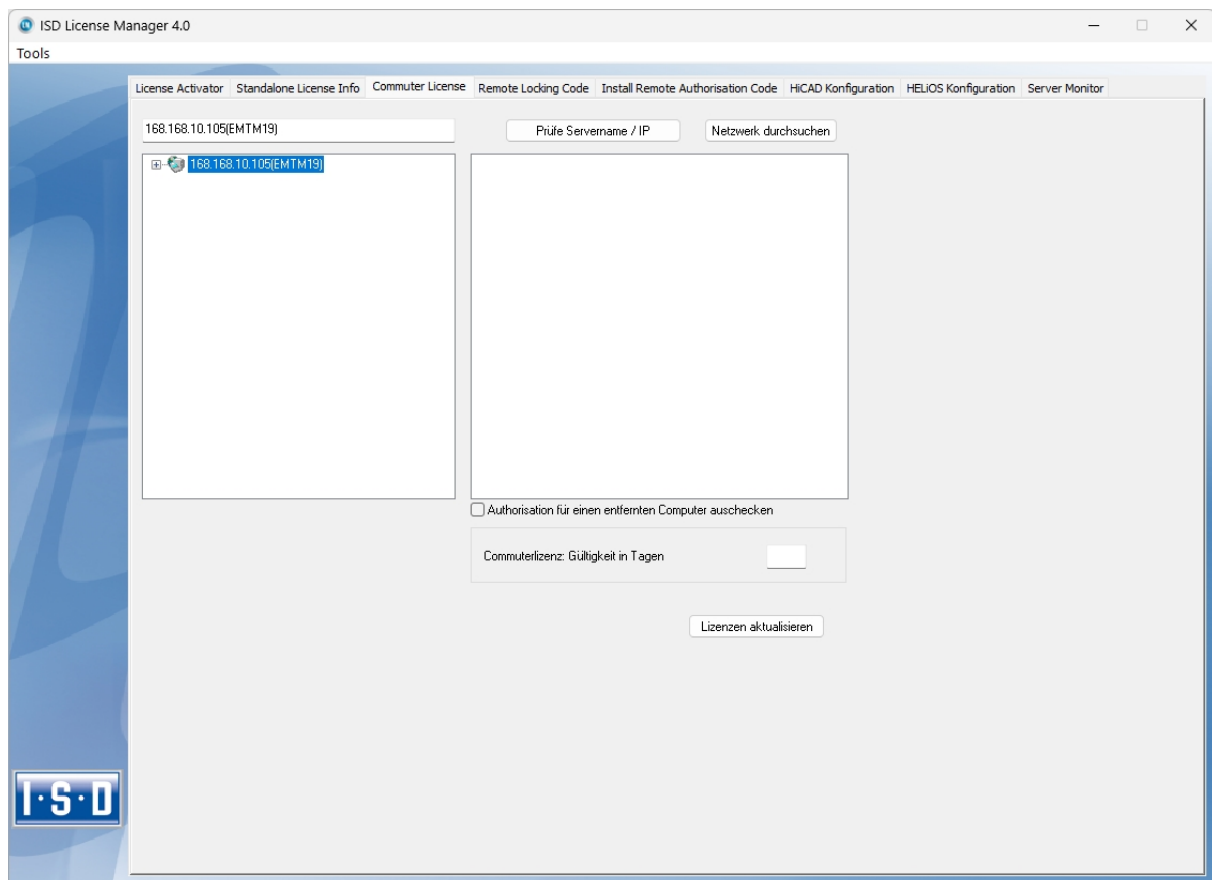 ISD License Manager 4.0
Tools
License Activator Standalone License Info Commuter License Remote Locking Code Install Remote Authorisation Code HiCAD Konfiguration HELiOS Konfiguration Server Monitor
168.168.10.105(EMTM19) Prüfe Servername / IP Netzwerk durchsuchen
168.168.10.105(EMTM19)
Authorisation für einen entfernten Computer auschecken
Commuterlizenz: Gültigkeit in Tagen
Lizenzen aktualisieren
I·S·D